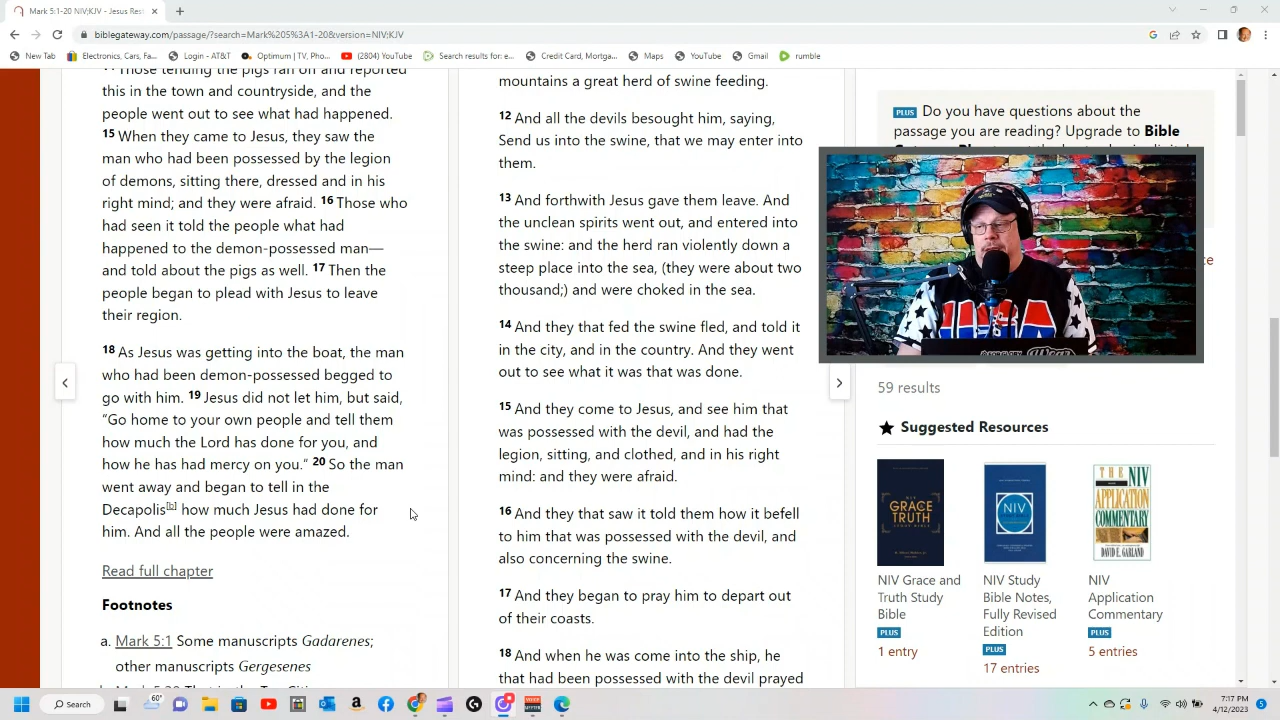 Mark 5:1-20 NIV;KJV - Jesus Res
biblegateway.com/passage/?search=Mark%205%3A1-20&version=NIV;KJV
New Tab
Electronics, Cars, Fa...
Login - AT&T
Optimum | TV, Pho...
(2804) YouTube
Search results for: e...
Credit Card, Mortga...
Maps
YouTube
Gmail
rumble
Those tending the pigs ran off and reported
this in the town and countryside, and the
people went out to see what had happened.
15 When they came to Jesus, they saw the
man who had been possessed by the legion
of demons, sitting there, dressed and in his
right mind; and they were afraid. 16 Those who
had seen it told the people what had
happened to the demon-possessed man—
and told about the pigs as well. 17 Then the
people began to plead with Jesus to leave
their region.
18 As Jesus was getting into the boat, the man
who had been demon-possessed begged to
go with him. 19 Jesus did not let him, but said,
“Go home to your own people and tell them
how much the Lord has done for you, and
how he has had mercy on you.” 20 So the man
went away and began to tell in the
Decapolis[b] how much Jesus had done for
him. And all the people were amazed.
Read full chapter
Footnotes
a. Mark 5:1 Some manuscripts Gadarenes;
other manuscripts Gergesenes
mountains a great herd of swine feeding.
12 And all the devils besought him, saying,
Send us into the swine, that we may enter into
them.
13 And forthwith Jesus gave them leave. And
the unclean spirits went out, and entered into
the swine: and the herd ran violently down a
steep place into the sea, (they were about two
thousand;) and were choked in the sea.
14 And they that fed the swine fled, and told it
in the city, and in the country. And they went
out to see what it was that was done.
15 And they come to Jesus, and see him that
was possessed with the devil, and had the
legion, sitting, and clothed, and in his right
mind: and they were afraid.
16 And they that saw it told them how it befell
to him that was possessed with the devil, and
also concerning the swine.
17 And they began to pray him to depart out
of their coasts.
18 And when he was come into the ship, he
that had been possessed with the devil prayed
PLUS Do you have questions about the
passage you are reading? Upgrade to Bible
59 results
Suggested Resources
NIV
GRACE
TRUTH
STUDY BIBLE
NIV
THE NIV
APPLICATION
COMMENTARY
DAVID E. GARLAND
NIV Grace and
Truth Study
Bible
PLUS
1 entry
NIV Study
Bible Notes,
Fully Revised
Edition
PLUS
17 entries
NIV
Application
Commentary
PLUS
5 entries
60°
Search
4/12/2023
5